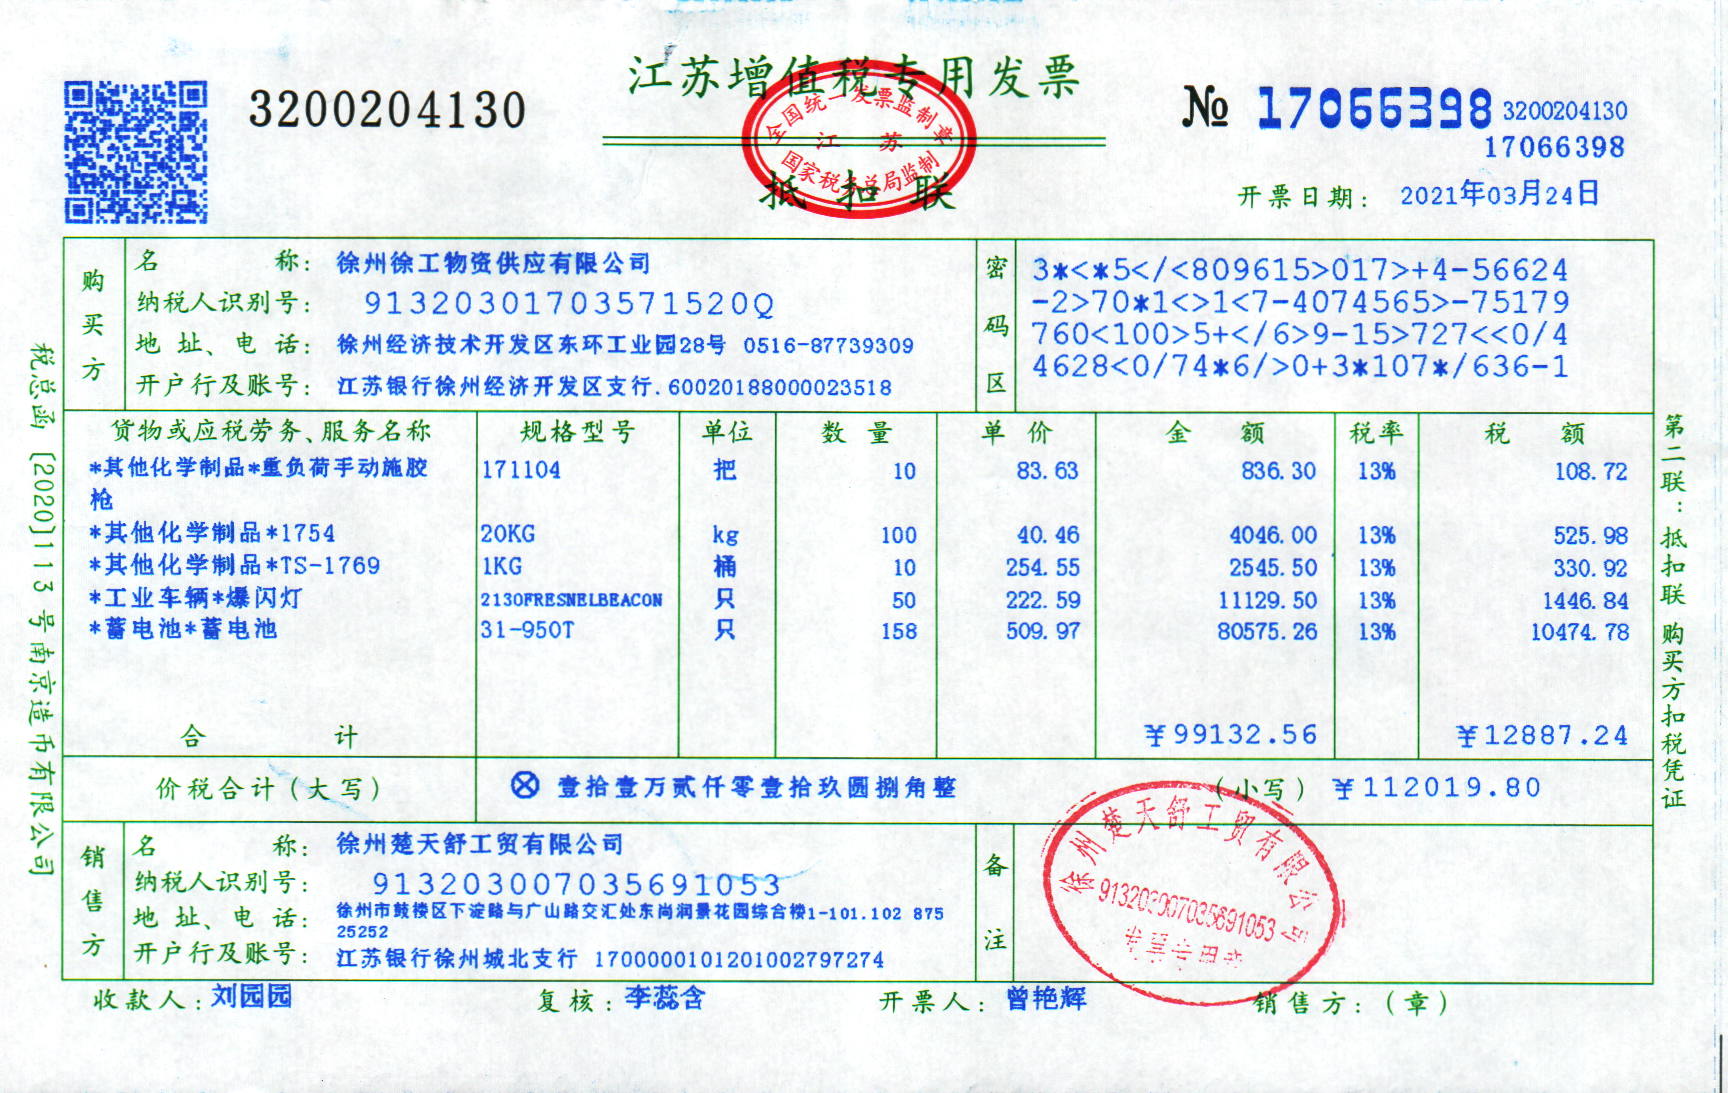 江苏增值税专用发票
3200204130
№ 17066398 3200204130
17066398
全国统一发票监制章
江 苏
国家税务总局监制
抵扣联
开票日期: 2021年03月24日
购买方
名 称: 徐州徐工物资供应有限公司
纳税人识别号: 91320301703571520Q
地 址、电 话: 徐州经济技术开发区东环工业园28号 0516-87739309
开户行及账号: 江苏银行徐州经济开发区支行. 60020188000023518
密码区
3*<*5</<809615>017>+4-56624
-2>70*1<>1<7-4074565>-75179
760<100>5+</6>9-15>727<<0/4
4628<0/74*6/>0+3*107*/636-1
货物或应税劳务、服务名称 规格型号 单位 数 量 单 价 金 额 税率 税 额
*其他化学制品*重负荷手动施胶 171104 把 10 83.63 836.30 13% 108.72
枪
*其他化学制品*1754 20KG kg 100 40.46 4046.00 13% 525.98
*其他化学制品*TS-1769 1KG 桶 10 254.55 2545.50 13% 330.92
*工业车辆*爆闪灯 2130FRESNELBEACON 只 50 222.59 11129.50 13% 1446.84
*蓄电池*蓄电池 31-950T 只 158 509.97 80575.26 13% 10474.78
合 计 ¥99132.56 ¥12887.24
价税合计(大写) ⊗ 壹拾壹万贰仟零壹拾玖圆捌角整 (小写) ¥112019.80
销售方
名 称: 徐州楚天舒工贸有限公司
纳税人识别号: 913203007035691053
地 址、电 话: 徐州市鼓楼区下淀路与广山路交汇处东尚润景花园综合楼1-101.102 875
25252
开户行及账号: 江苏银行徐州城北支行 1700000101201002797274
备注
徐州楚天舒工贸有限公司
913203007035691053
发票专用章
收款人: 刘园园 复核: 李蕊含 开票人: 曾艳辉 销售方: (章)
税总函[2020]113号南京造币有限公司
第二联: 抵扣联 购买方扣税凭证